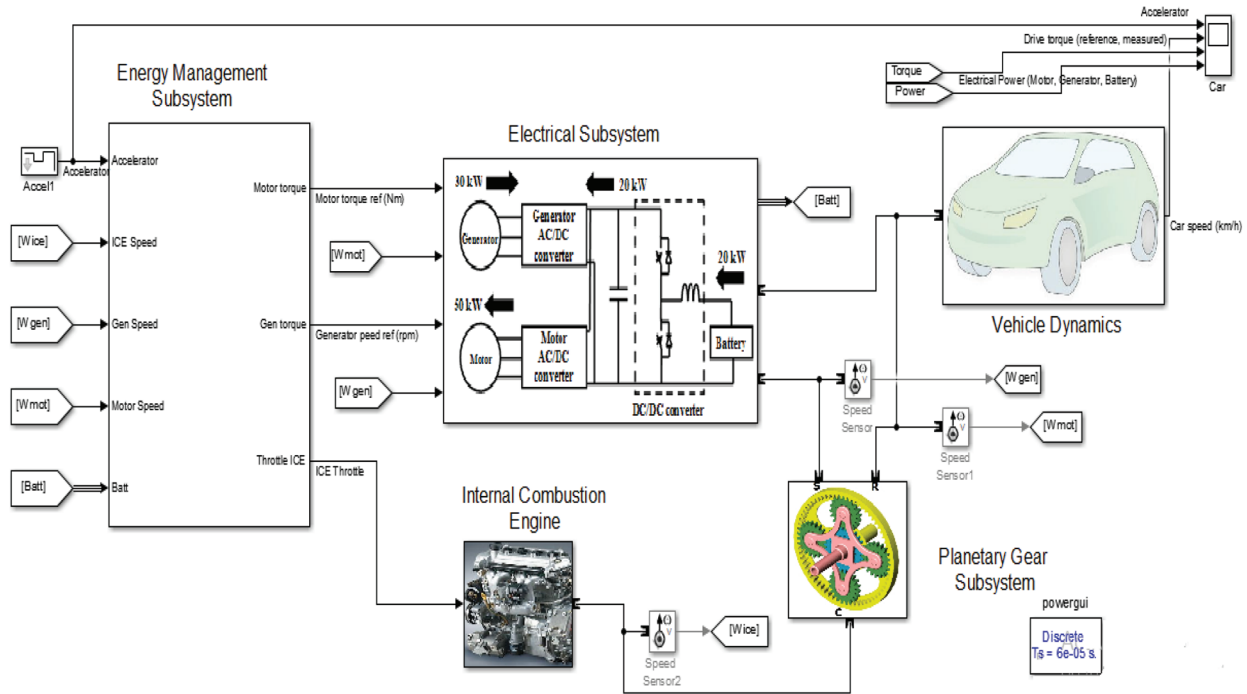 Accelerator
Drive torque (reference, measured)
Torque
Electrical Power (Motor, Generator, Battery)
Power
Car
Energy Management
Subsystem
Electrical Subsystem
Accelerator
Accelerator
Accel1
Motor torque
Motor torque ref (Nm)
[Wice]
ICE Speed
[Wmot]
[Wgen]
Gen Speed
Gen torque
Generator peed ref (rpm)
[Wmot]
Motor Speed
[Wgen]
[Batt]
Batt
Throttle ICE
ICE Throttle
30 kW
20 kW
Generator
Generator
AC/DC
converter
20 kW
50 kW
Motor
Motor
AC/DC
converter
Battery
DC/DC converter
[Batt]
Car speed (km/h)
Vehicle Dynamics
Speed
Sensor
ω
v
[Wgen]
Speed
Sensor1
ω
v
[Wmot]
Internal Combustion
Engine
S
R
C
Planetary Gear
Subsystem
Speed
Sensor2
ω
v
[Wice]
powergui
Discrete
Ts = 6e-05 s.